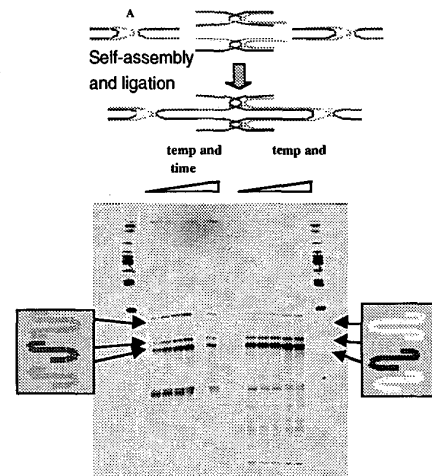 A
Self-assembly
and ligation
temp and
time
temp and